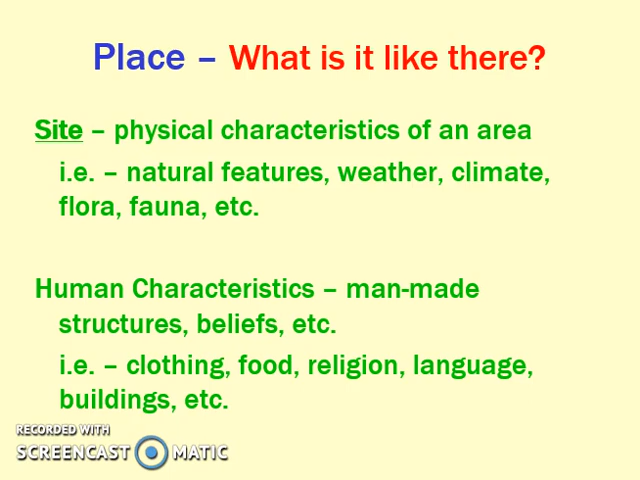 Place – What is it like there?
Site – physical characteristics of an area
i.e. – natural features, weather, climate,
flora, fauna, etc.
Human Characteristics – man-made
structures, beliefs, etc.
i.e. – clothing, food, religion, language,
buildings, etc.
RECORDED WITH
SCREENCAST MATIC